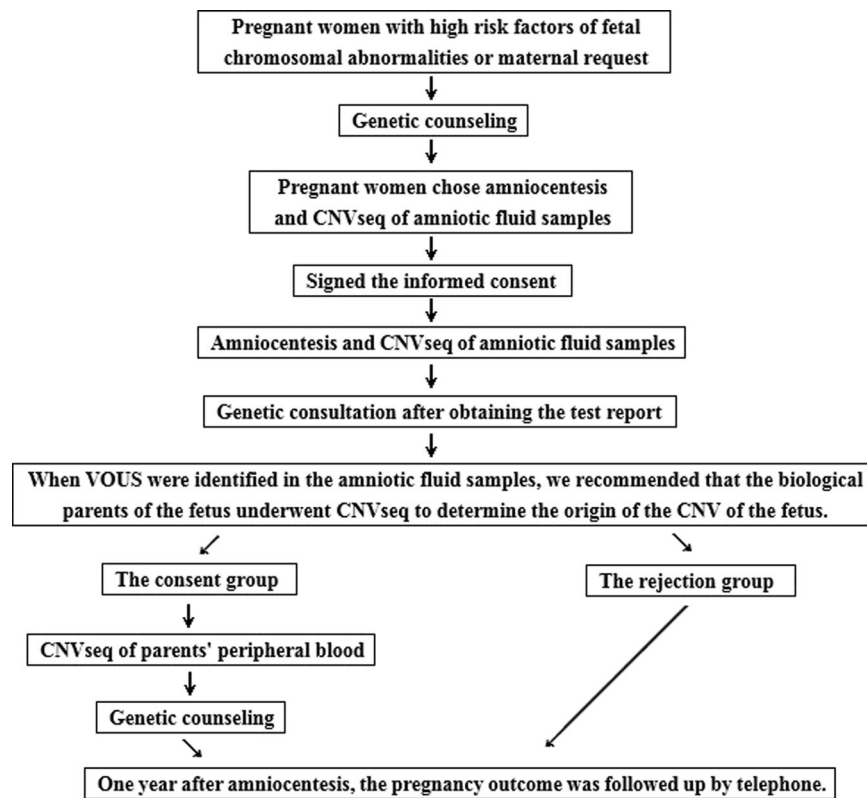 Pregnant women with high risk factors of fetal
chromosomal abnormalities or maternal request
Genetic counseling
Pregnant women chose amniocentesis
and CNVseq of amniotic fluid samples
Signed the informed consent
Amniocentesis and CNVseq of amniotic fluid samples
Genetic consultation after obtaining the test report
When VOUS were identified in the amniotic fluid samples, we recommended that the biological
parents of the fetus underwent CNVseq to determine the origin of the CNV of the fetus.
The consent group
The rejection group
CNVseq of parents' peripheral blood
Genetic counseling
One year after amniocentesis, the pregnancy outcome was followed up by telephone.